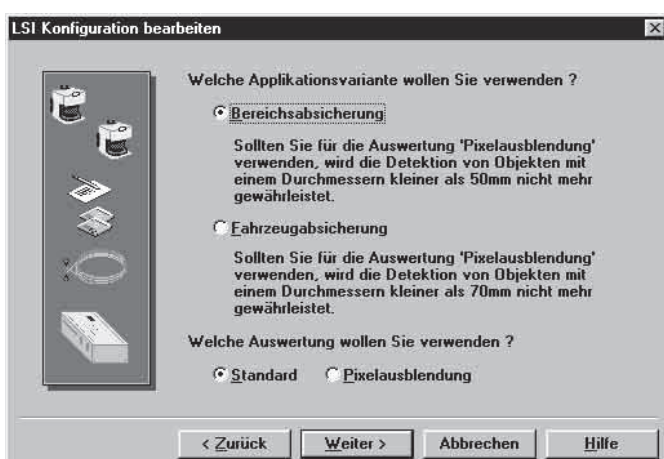 LSI Konfiguration bearbeiten
Welche Applikationsvariante wollen Sie verwenden ?
Bereichsabsicherung
Sollten Sie für die Auswertung 'Pixelausblendung'
verwenden, wird die Detektion von Objekten mit
einem Durchmessern kleiner als 50mm nicht mehr
gewährleistet.
Fahrzeugabsicherung
Sollten Sie für die Auswertung 'Pixelausblendung'
verwenden, wird die Detektion von Objekten mit
einem Durchmessern kleiner als 70mm nicht mehr
gewährleistet.
Welche Auswertung wollen Sie verwenden ?
Standard Pixelausblendung
< Zurück Weiter > Abbrechen Hilfe